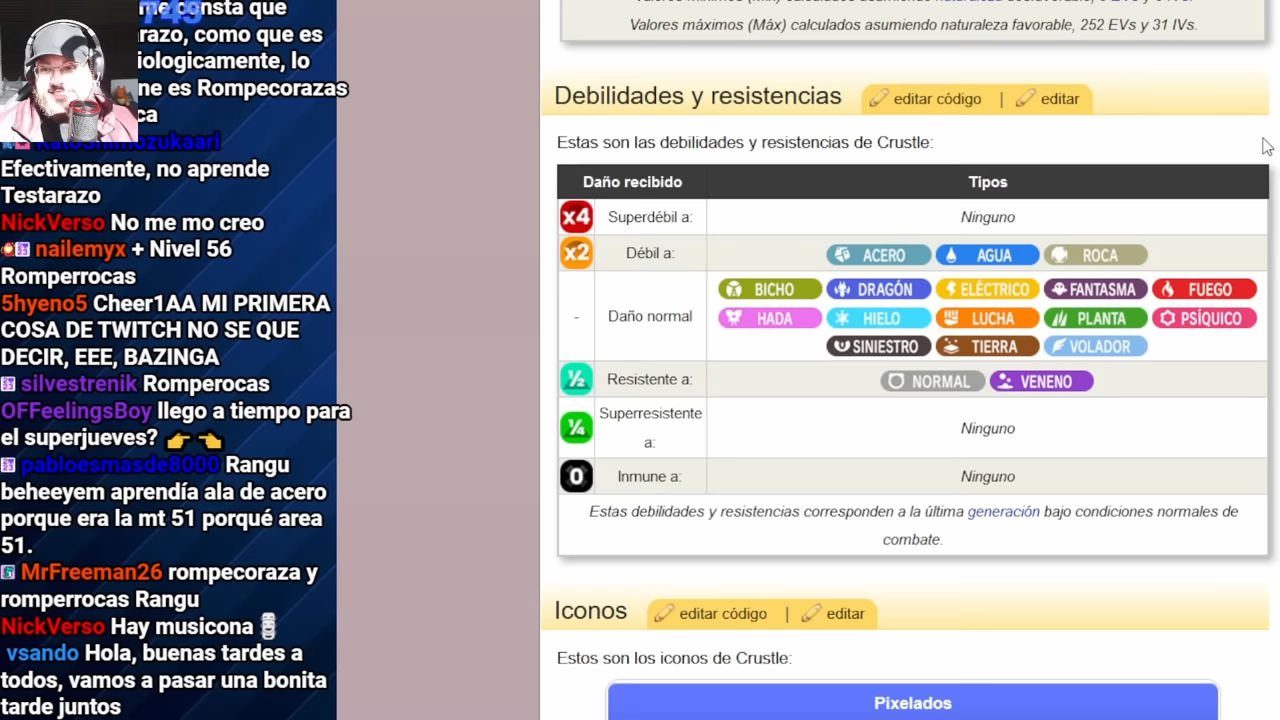 me consta que
arazo, como que es
iologicamente, lo
ne es Rompecorazas
ca
KatoShimozukaari
Efectivamente, no aprende
Testarazo
NickVerso No me mo creo
nailemyx + Nivel 56
Romperrocas
5hyeno5 Cheer1AA MI PRIMERA
COSA DE TWITCH NO SE QUE
DECIR, EEE, BAZINGA
silvestrenik Romperocas
OFFeelingsBoy llego a tiempo para
el superjueves? 👉 👈
pabloesmasde8000 Rangu
beheeyem aprendía ala de acero
porque era la mt 51 porqué area
51.
MrFreeman26 rompecoraza y
romperrocas Rangu
NickVerso Hay musicona 🗿
vsando Hola, buenas tardes a
todos, vamos a pasar una bonita
tarde juntos
Valores máximos (Máx) calculados asumiendo naturaleza favorable, 252 EVs y 31 IVs.
Debilidades y resistencias editar código | editar
Estas son las debilidades y resistencias de Crustle:
Daño recibido Tipos
x4 Superdébil a: Ninguno
x2 Débil a: ACERO AGUA ROCA
- Daño normal BICHO DRAGÓN ELÉCTRICO FANTASMA FUEGO
HADA HIELO LUCHA PLANTA PSÍQUICO
SINIESTRO TIERRA VOLADOR
½ Resistente a: NORMAL VENENO
¼ Superresistente a: Ninguno
0 Inmune a: Ninguno
Estas debilidades y resistencias corresponden a la última generación bajo condiciones normales de
combate.
Iconos editar código | editar
Estos son los iconos de Crustle:
Pixelados